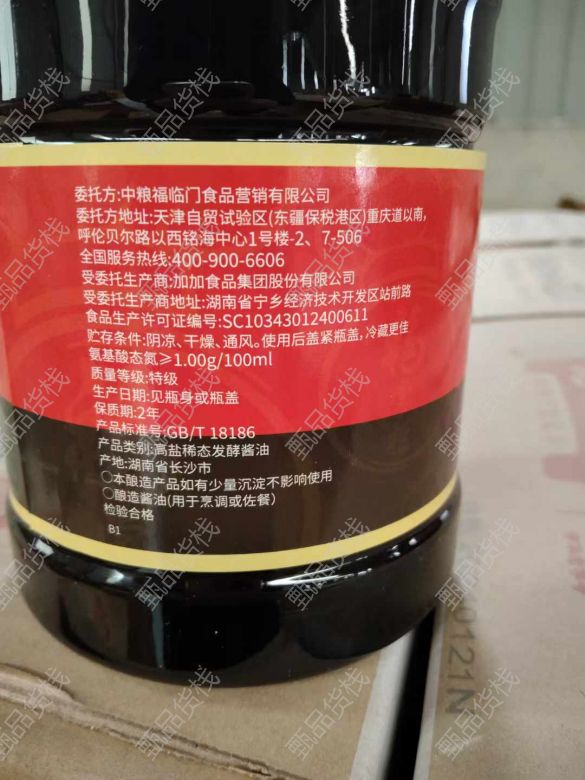 委托方:中粮福临门食品营销有限公司
委托方地址:天津自贸试验区(东疆保税港区)重庆道以南,
呼伦贝尔路以西铭海中心1号楼-2、7-506
全国服务热线:400-900-6606
受委托生产商:加加食品集团股份有限公司
受委托生产商地址:湖南省宁乡经济技术开发区站前路
食品生产许可证编号:SC10343012400611
贮存条件:阴凉、干燥、通风。使用后盖紧瓶盖,冷藏更佳
氨基酸态氮≥1.00g/100ml
质量等级:特级
生产日期:见瓶身或瓶盖
保质期:2年
产品标准号:GB/T 18186
产品类别:高盐稀态发酵酱油
产地:湖南省长沙市
○本酿造产品如有少量沉淀不影响使用
○酿造酱油(用于烹调或佐餐)
检验合格
B1
0121N
甄品货栈